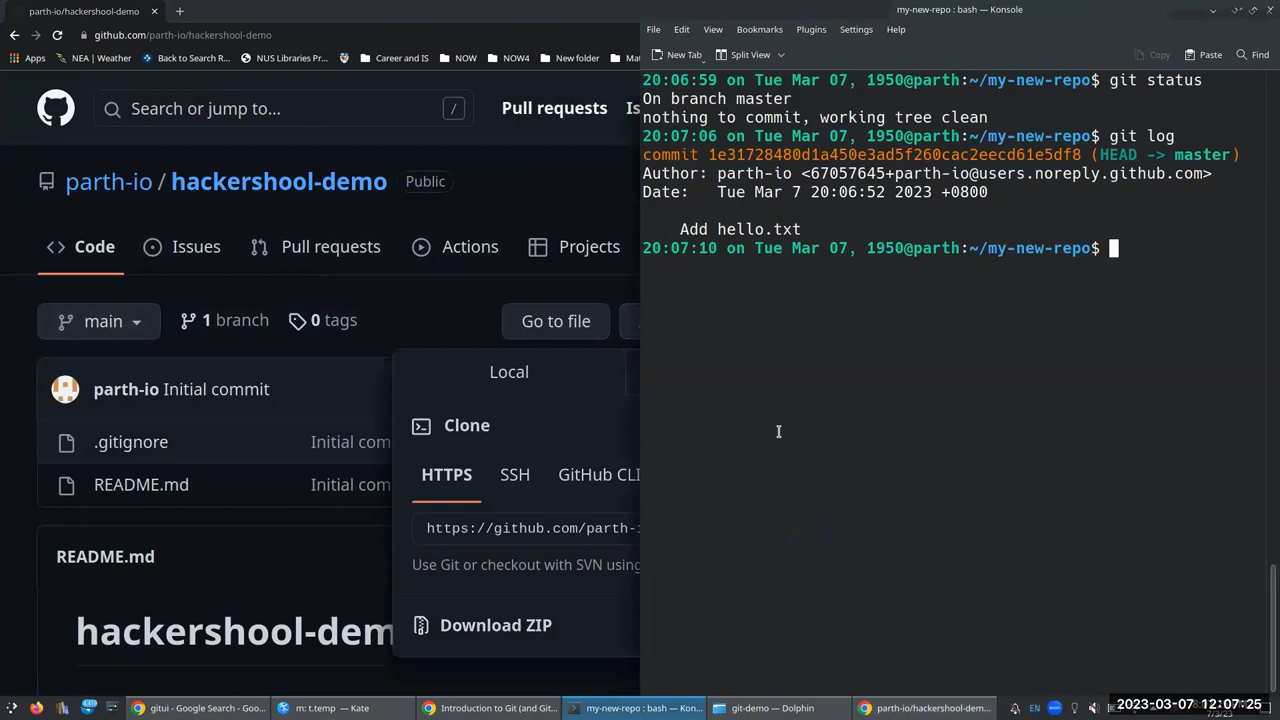 parth-io/hackershool-demo
my-new-repo : bash — Konsole
github.com/parth-io/hackershool-demo
Apps
NEA | Weather
Back to Search R...
NUS Libraries' Pr...
Career and IS
NOW
NOW4
New folder
Mat
File Edit View Bookmarks Plugins Settings Help
New Tab Split View Copy Paste Find
Search or jump to... /
Pull requests
Is
parth-io / hackershool-demo Public
Code Issues Pull requests Actions Projects
main
1 branch
0 tags
Go to file
parth-io Initial commit
.gitignore Initial com
README.md Initial com
Local
Clone
HTTPS SSH GitHub CLI
https://github.com/parth-
Use Git or checkout with SVN using
Download ZIP
README.md
hackershool-dem
20:06:59 on Tue Mar 07, 1950@parth:~/my-new-repo$ git status
On branch master
nothing to commit, working tree clean
20:07:06 on Tue Mar 07, 1950@parth:~/my-new-repo$ git log
commit 1e31728480d1a450e3ad5f260cac2eecd61e5df8 (HEAD -> master)
Author: parth-io <67057645+parth-io@users.noreply.github.com>
Date:   Tue Mar 7 20:06:52 2023 +0800
Add hello.txt
20:07:10 on Tue Mar 07, 1950@parth:~/my-new-repo$
gitui - Google Search - Goo...
m: t.temp — Kate
Introduction to Git (and Git...
my-new-repo : bash — Kon...
git-demo — Dolphin
parth-io/hackershool-dem...
EN
2023-03-07 12:07:25
7/3/23